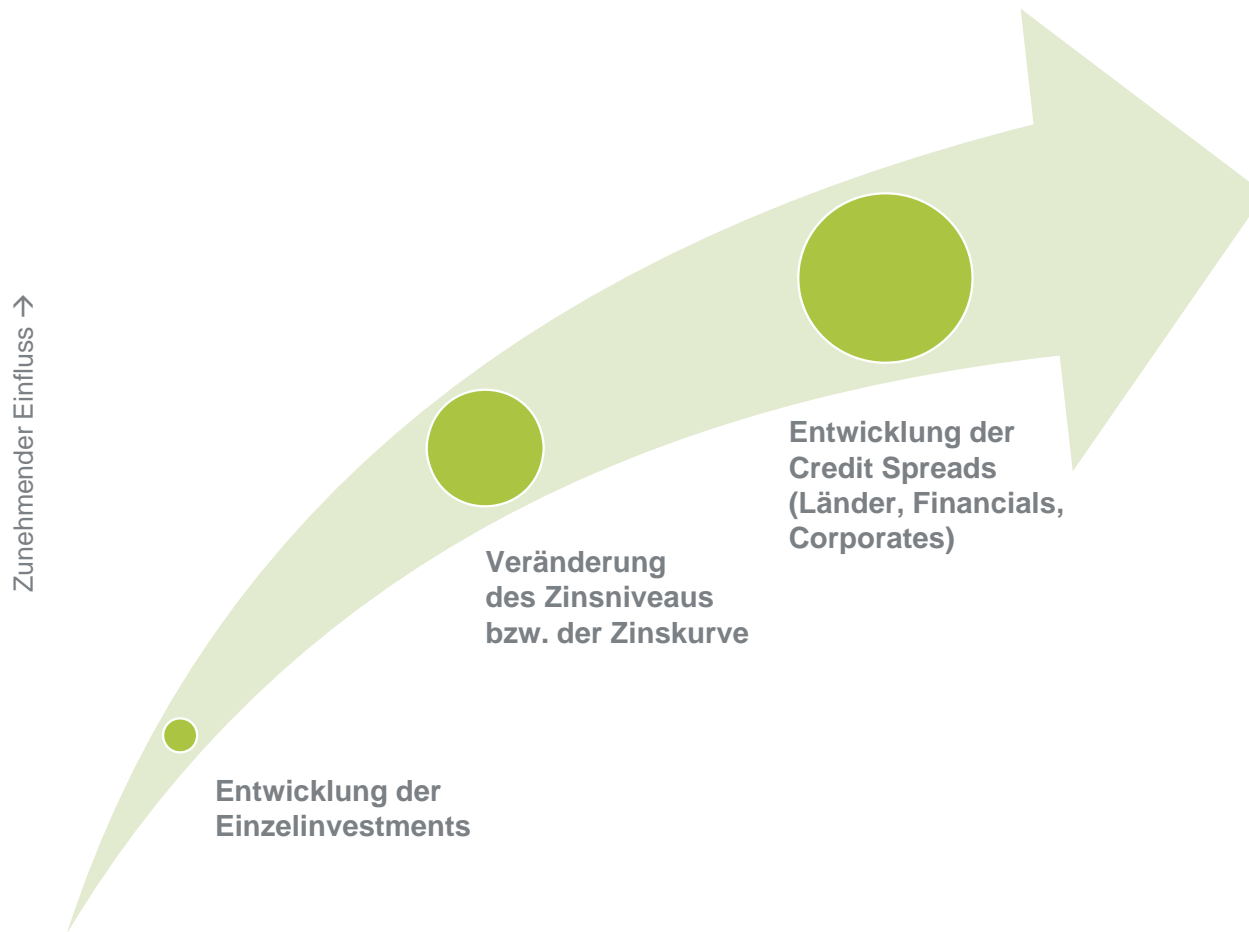 Zunehmender Einfluss →
Entwicklung der
Credit Spreads
(Länder, Financials,
Corporates)
Veränderung
des Zinsniveaus
bzw. der Zinskurve
Entwicklung der
Einzelinvestments